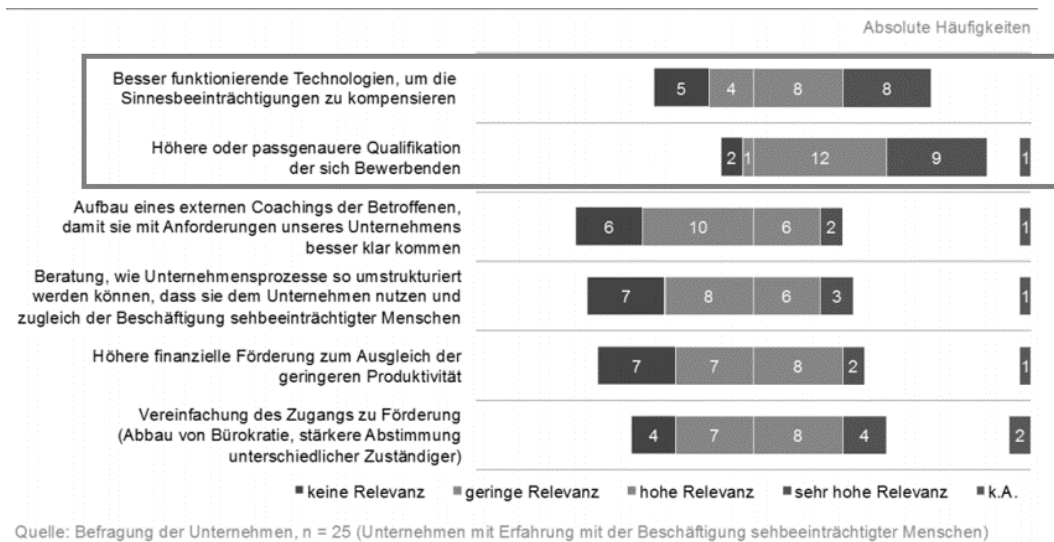 Absolute Häufigkeiten
Besser funktionierende Technologien, um die
Sinnesbeeinträchtigungen zu kompensieren
5 4 8 8
Höhere oder passgenauere Qualifikation
der sich Bewerbenden
2 1 12 9 1
Aufbau eines externen Coachings der Betroffenen,
damit sie mit Anforderungen unseres Unternehmens
besser klar kommen
6 10 6 2 1
Beratung, wie Unternehmensprozesse so umstrukturiert
werden können, dass sie dem Unternehmen nutzen und
zugleich der Beschäftigung sehbeeinträchtigter Menschen
7 8 6 3 1
Höhere finanzielle Förderung zum Ausgleich der
geringeren Produktivität
7 7 8 2 1
Vereinfachung des Zugangs zu Förderung
(Abbau von Bürokratie, stärkere Abstimmung
unterschiedlicher Zuständiger)
4 7 8 4 2
keine Relevanz geringe Relevanz hohe Relevanz sehr hohe Relevanz k.A.
Quelle: Befragung der Unternehmen, n = 25 (Unternehmen mit Erfahrung mit der Beschäftigung sehbeeinträchtigter Menschen)